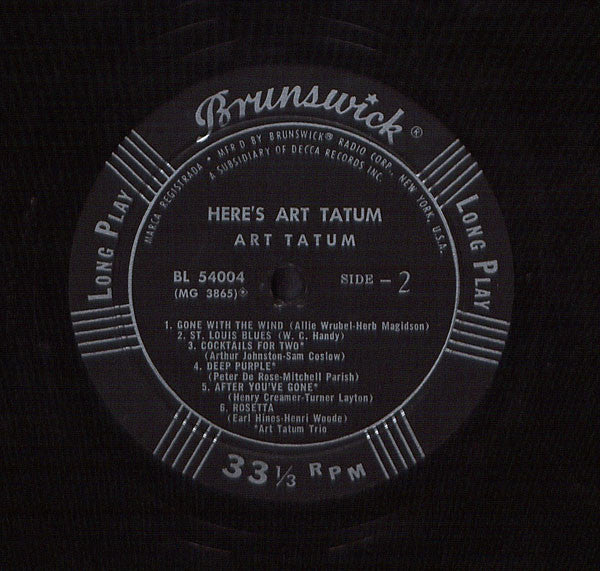 Brunswick®
MARCA REGISTRADA • MFR'D BY BRUNSWICK® RADIO CORP., NEW YORK, U.S.A.
A SUBSIDIARY OF DECCA RECORDS INC.
LONG PLAY
LONG PLAY
HERE'S ART TATUM
ART TATUM
BL 54004 SIDE - 2
(MG 3865)
1. GONE WITH THE WIND (Allie Wrubel-Herb Magidson)
2. ST. LOUIS BLUES (W. C. Handy)
3. COCKTAILS FOR TWO*
(Arthur Johnston-Sam Coslow)
4. DEEP PURPLE*
(Peter De Rose-Mitchell Parish)
5. AFTER YOU'VE GONE*
(Henry Creamer-Turner Layton)
6. ROSETTA
(Earl Hines-Henri Woode)
*Art Tatum Trio
33 1/3 RPM